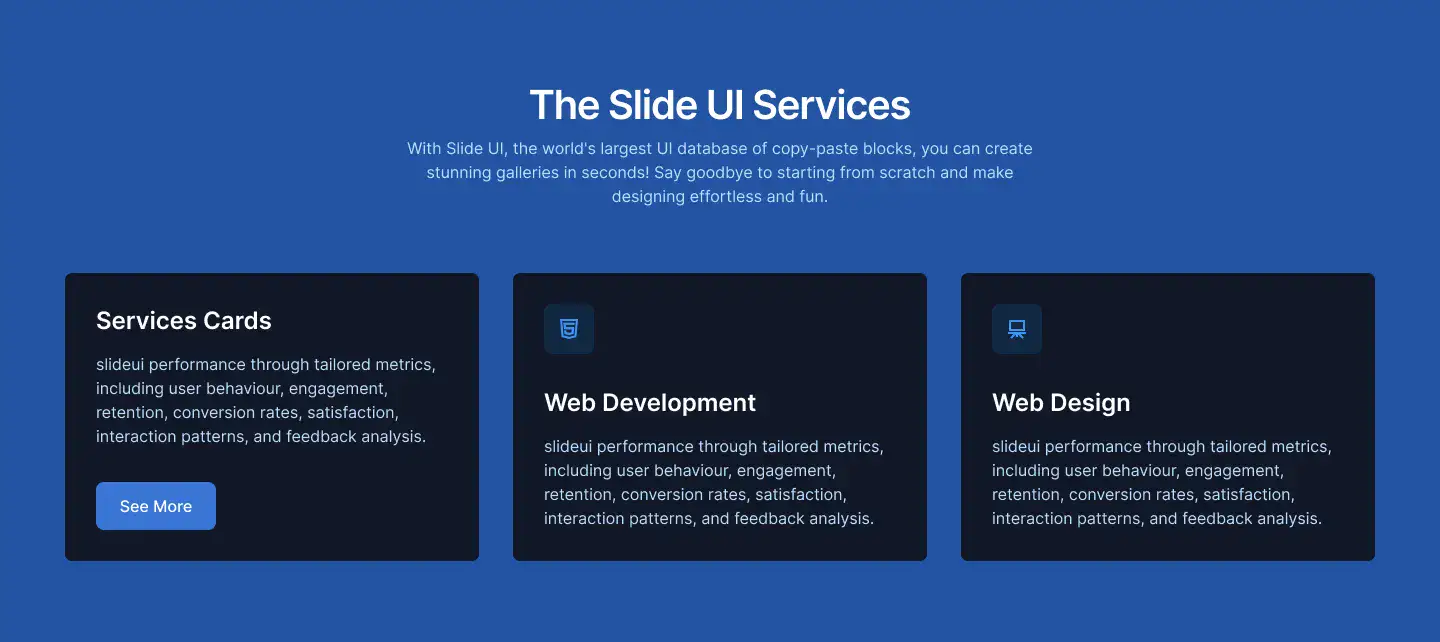 The Slide UI Services
With Slide UI, the world's largest UI database of copy-paste blocks, you can create
stunning galleries in seconds! Say goodbye to starting from scratch and make
designing effortless and fun.
Services Cards
slideui performance through tailored metrics,
including user behaviour, engagement,
retention, conversion rates, satisfaction,
interaction patterns, and feedback analysis.
See More
Web Development
slideui performance through tailored metrics,
including user behaviour, engagement,
retention, conversion rates, satisfaction,
interaction patterns, and feedback analysis.
Web Design
slideui performance through tailored metrics,
including user behaviour, engagement,
retention, conversion rates, satisfaction,
interaction patterns, and feedback analysis.